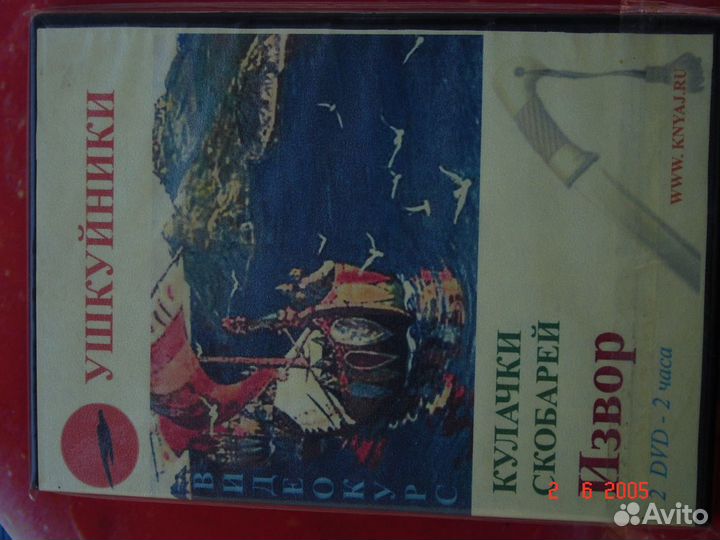 УШКУЙНИКИ
ВИДЕОКУРС
КУЛАЧКИ
СКОБАРЕЙ
Извор
2 DVD - 2 часа
WWW. KNYAJ.RU
2 6 2005
Avito